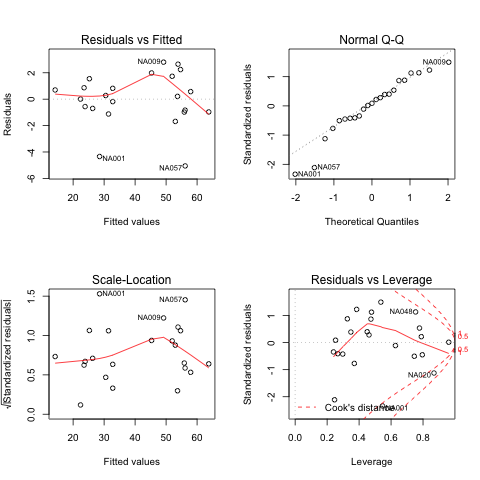 Residuals vs Fitted
Residuals
2
0
-2
-4
-6
NA009
NA001
NA057
20 30 40 50 60
Fitted values
Normal Q-Q
Standardized residuals
1
0
-1
-2
NA009
NA057
NA001
-2 -1 0 1 2
Theoretical Quantiles
Scale-Location
√|Standardized residuals|
1.5
1.0
0.5
0.0
NA001
NA057
NA009
20 30 40 50 60
Fitted values
Residuals vs Leverage
Standardized residuals
1
0
-1
-2
NA048
1
0.5
0.5
1
NA020
NA001
Cook's distance
0.0 0.2 0.4 0.6 0.8
Leverage